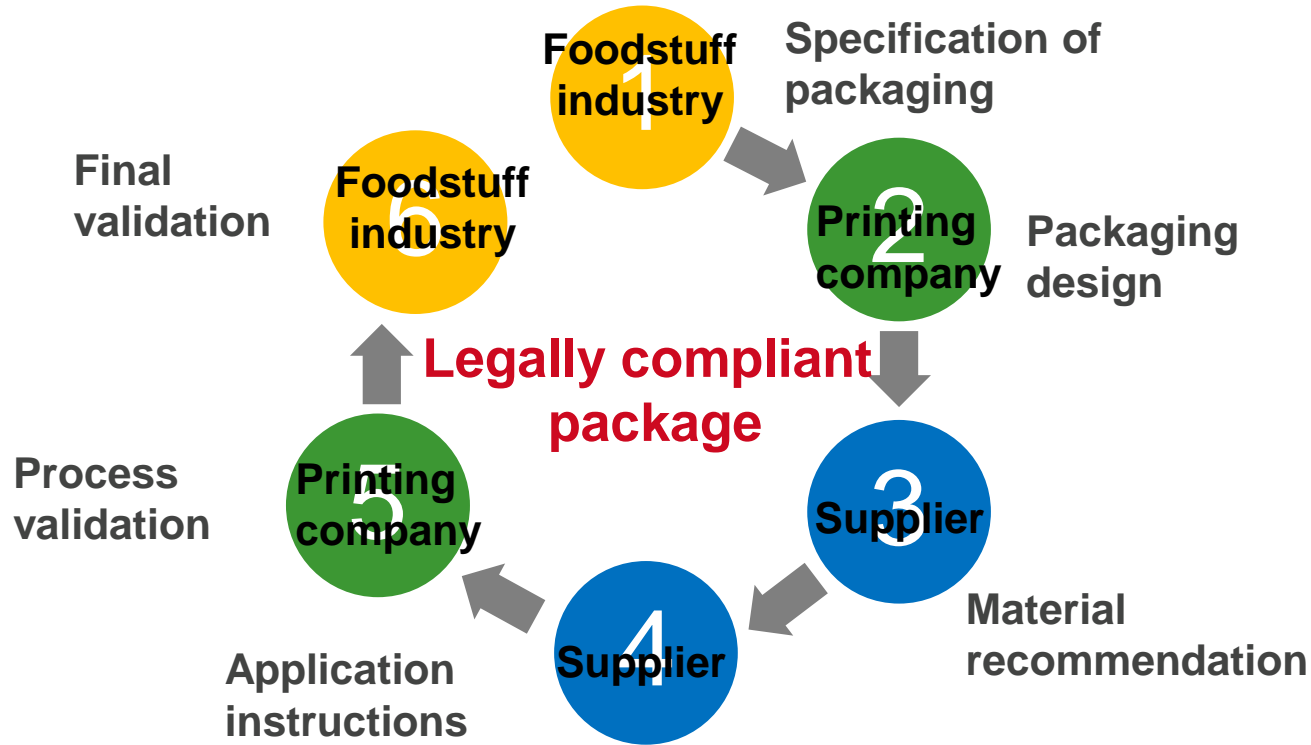 Foodstuff
industry
1
Specification of
packaging
Printing
company
2
Packaging
design
Supplier
3
Material
recommendation
Supplier
4
Application
instructions
Printing
company
5
Process
validation
Foodstuff
industry
6
Final
validation
Legally compliant
package